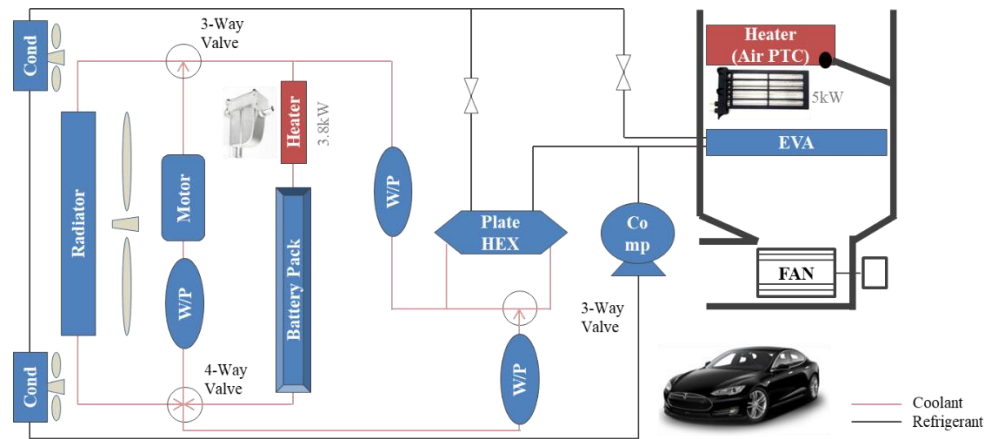 3-Way
Valve
Cond
Heater
(Air PTC)
5kW
Heater
3.8kW
EVA
Radiator
Motor
W/P
Plate
HEX
Co
mp
Battery Pack
W/P
FAN
3-Way
Valve
4-Way
Valve
W/P
Cond
Coolant
Refrigerant